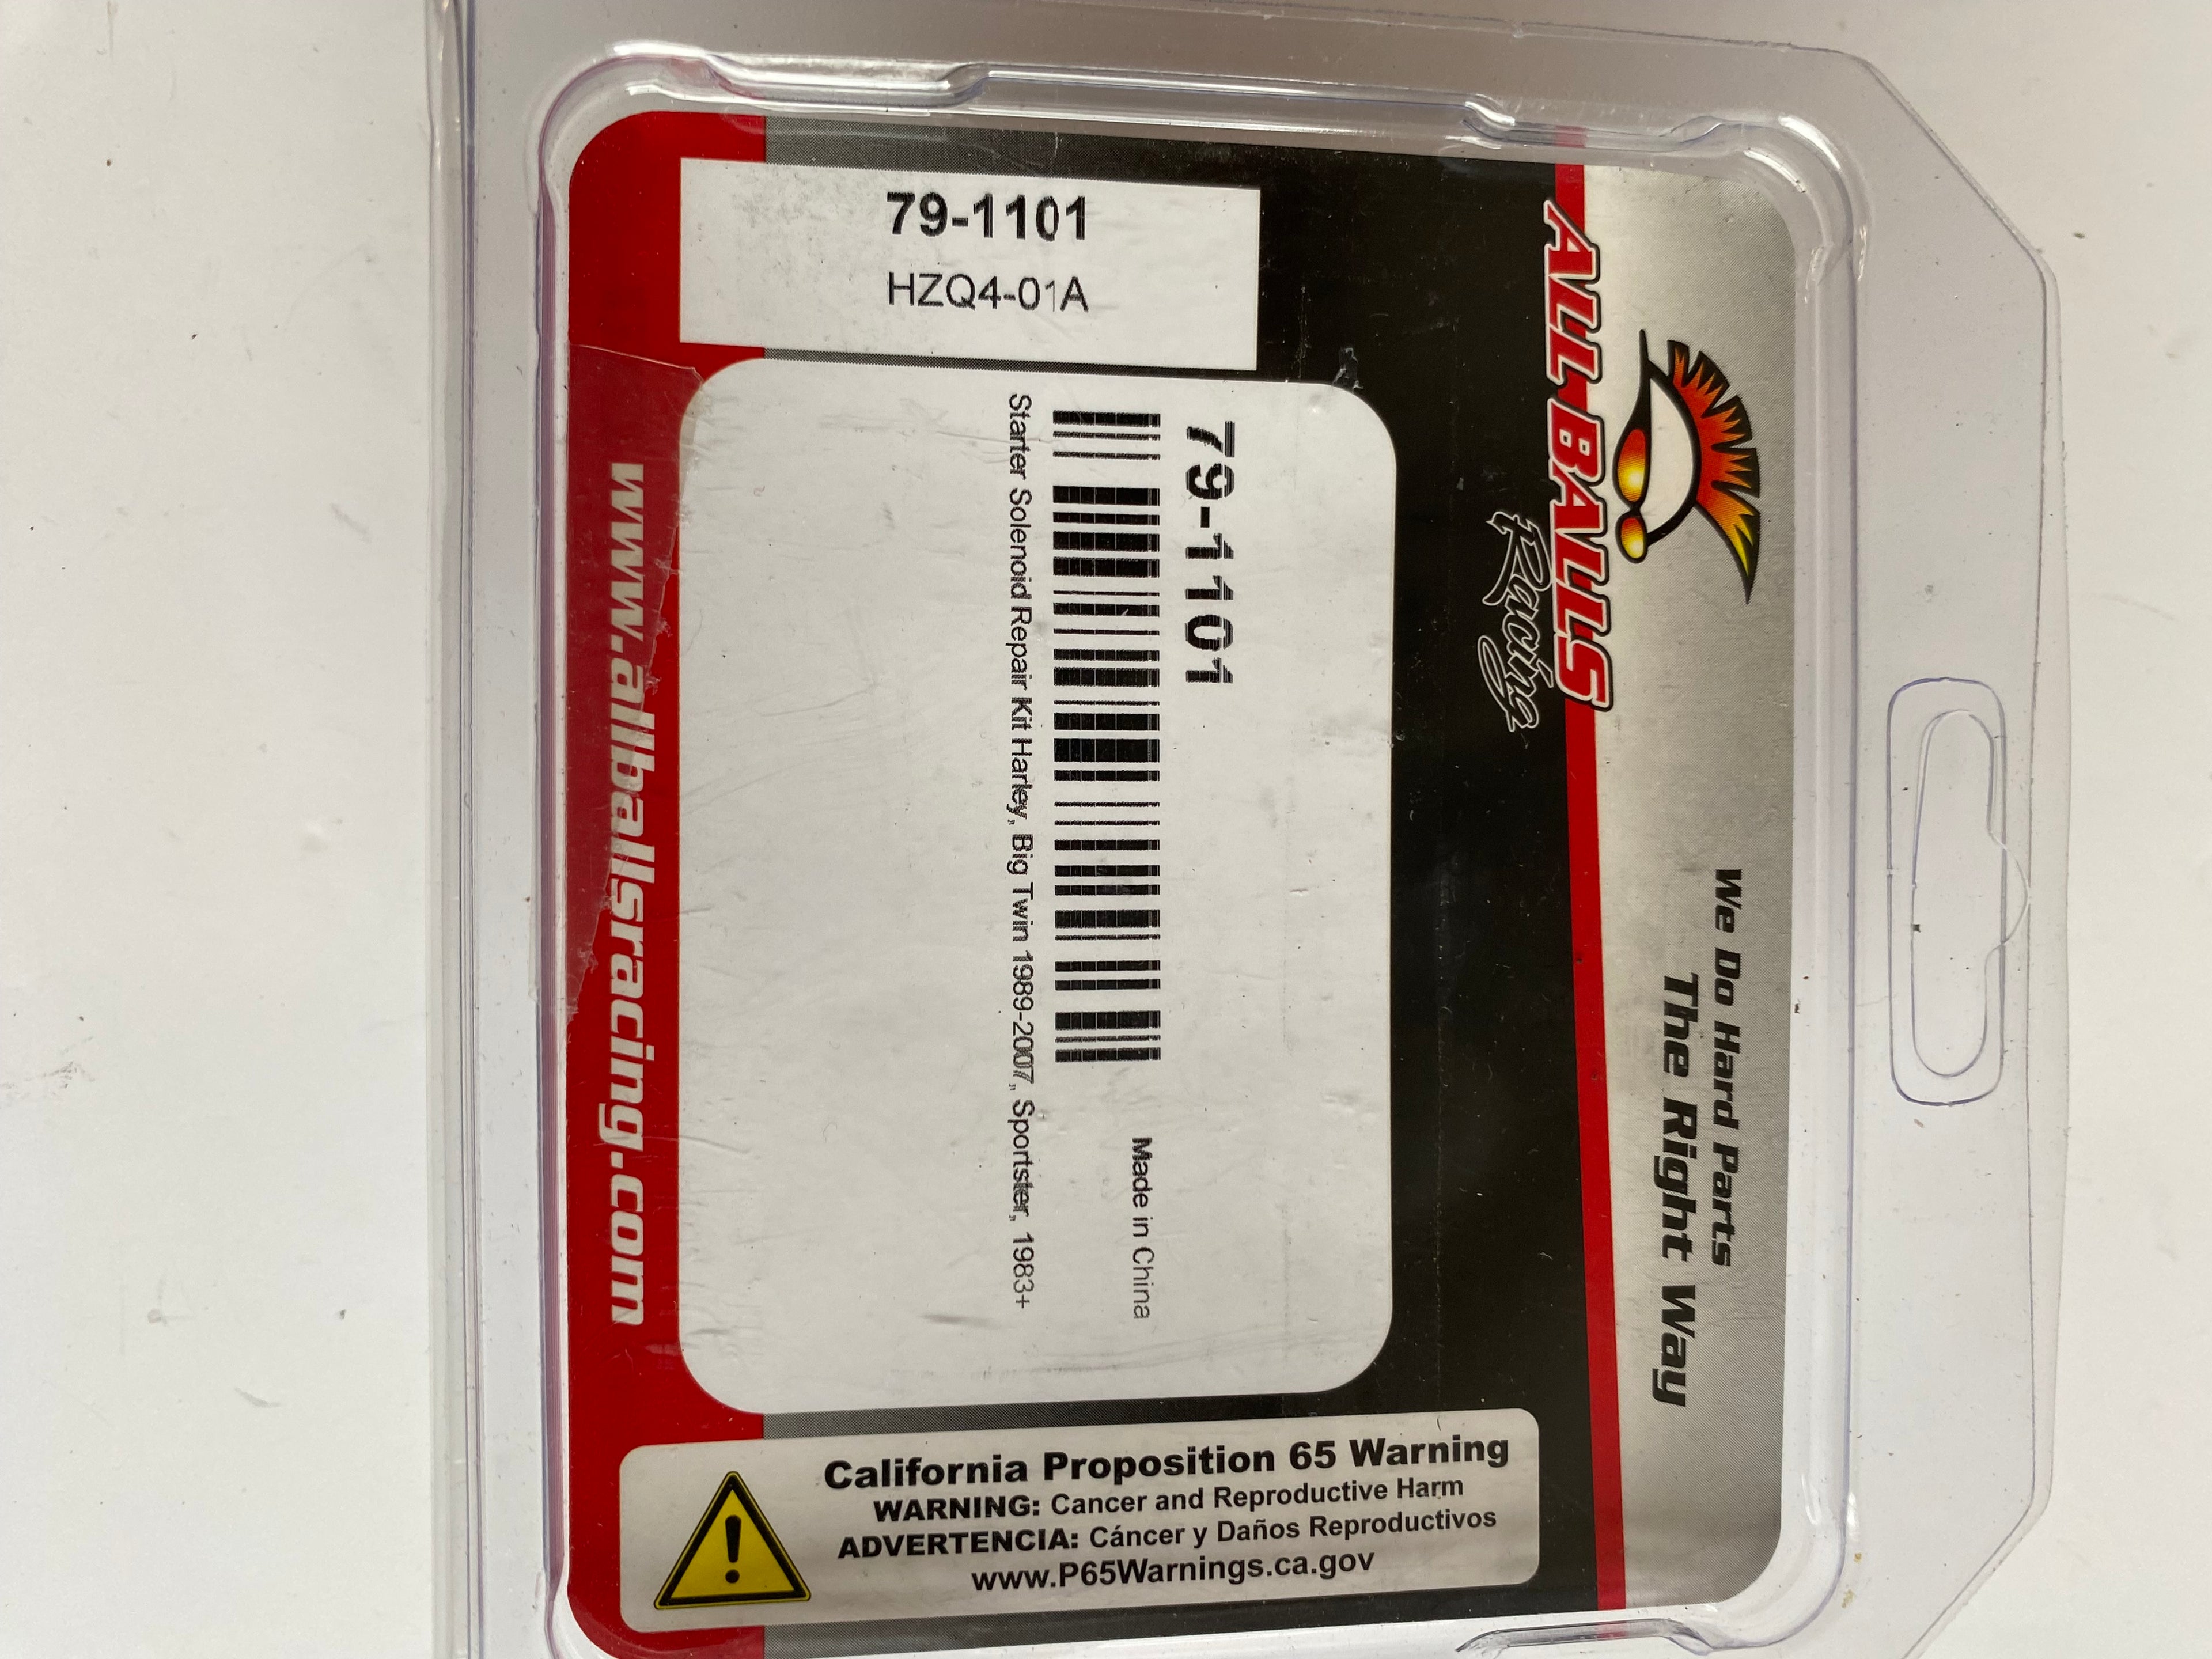 ALL·BALLS
Racing
We Do Hard Parts
The Right Way
79-1101
HZQ4-01A
79-1101
Made in China
Starter Solenoid Repair Kit Harley, Big Twin 1989-2007, Sportster, 1983+
www.allballsracing.com
California Proposition 65 Warning
WARNING: Cancer and Reproductive Harm
ADVERTENCIA: Cáncer y Daños Reproductivos
www.P65Warnings.ca.gov